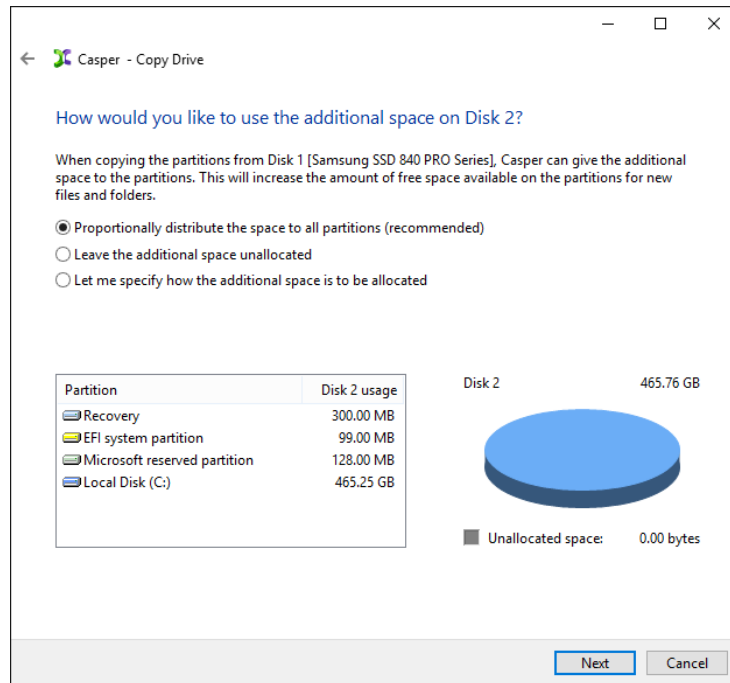 Casper - Copy Drive
How would you like to use the additional space on Disk 2?
When copying the partitions from Disk 1 [Samsung SSD 840 PRO Series], Casper can give the additional
space to the partitions. This will increase the amount of free space available on the partitions for new
files and folders.
Proportionally distribute the space to all partitions (recommended)
Leave the additional space unallocated
Let me specify how the additional space is to be allocated
Partition Disk 2 usage
Recovery 300.00 MB
EFI system partition 99.00 MB
Microsoft reserved partition 128.00 MB
Local Disk (C:) 465.25 GB
Disk 2 465.76 GB
Unallocated space: 0.00 bytes
Next Cancel